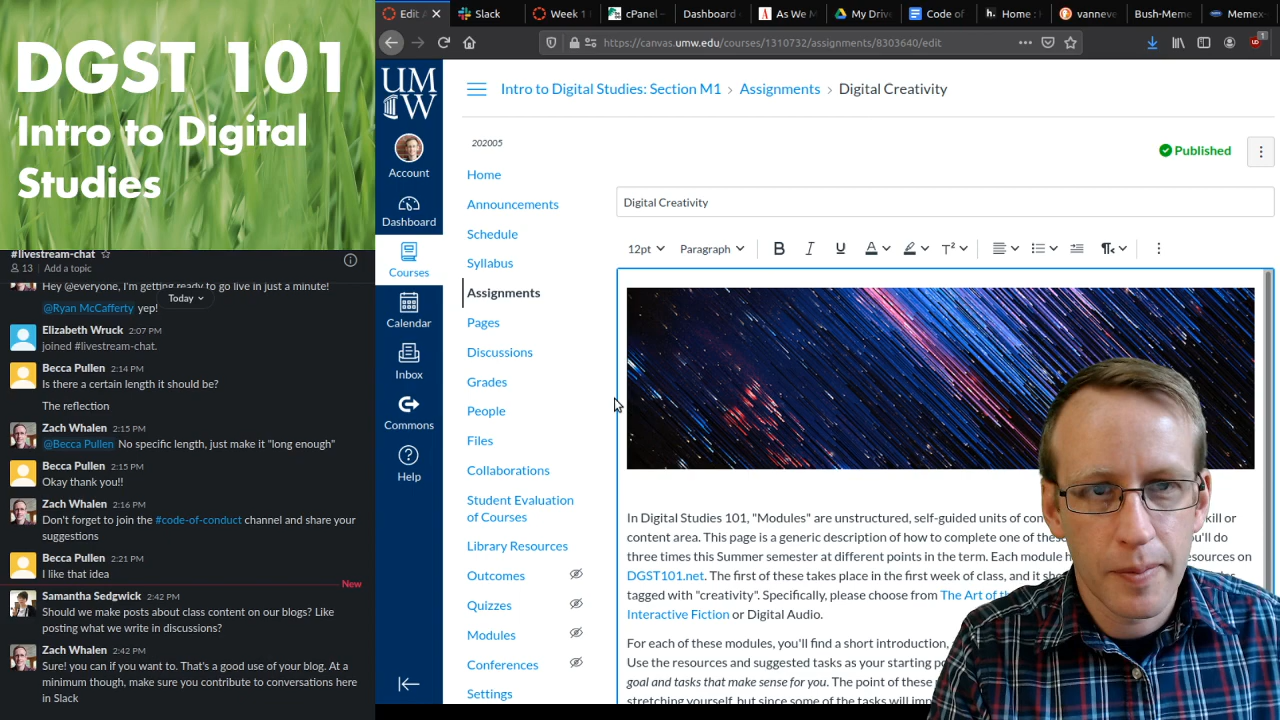 DGST 101
Intro to Digital
Studies
#livestream-chat
13 | Add a topic
Hey @everyone, I'm getting ready to go live in just a minute!
Today
@Ryan McCafferty yep!
Elizabeth Wruck 2:07 PM
joined #livestream-chat.
Becca Pullen 2:14 PM
Is there a certain length it should be?
The reflection
Zach Whalen 2:15 PM
@Becca Pullen No specific length, just make it "long enough"
Becca Pullen 2:15 PM
Okay thank you!!
Zach Whalen 2:16 PM
Don't forget to join the #code-of-conduct channel and share your
suggestions
Becca Pullen 2:21 PM
I like that idea
New
Samantha Sedgwick 2:42 PM
Should we make posts about class content on our blogs? Like
posting what we write in discussions?
Zach Whalen 2:42 PM
Sure! you can if you want to. That's a good use of your blog. At a
minimum though, make sure you contribute to conversations here
in Slack
Edit A
Slack
Week 1
cPanel
Dashboard
As We M
My Driv
Code of
Home :
vannev
Bush-Meme
Memex-
https://canvas.umw.edu/courses/1310732/assignments/8303640/edit
1
UMW
Account
Dashboard
Courses
Calendar
Inbox
Commons
Help
Intro to Digital Studies: Section M1 › Assignments › Digital Creativity
202005
Home
Announcements
Schedule
Syllabus
Assignments
Pages
Discussions
Grades
People
Files
Collaborations
Student Evaluation
of Courses
Library Resources
Outcomes
Quizzes
Modules
Conferences
Settings
Published
Digital Creativity
12pt Paragraph B I U A T²
In Digital Studies 101, "Modules" are unstructured, self-guided units of con kill or
content area. This page is a generic description of how to complete one of these ou'll do
three times this Summer semester at different points in the term. Each module h resources on
DGST101.net. The first of these takes place in the first week of class, and it sh
tagged with "creativity". Specifically, please choose from The Art of th
Interactive Fiction or Digital Audio.
For each of these modules, you'll find a short introduction,
Use the resources and suggested tasks as your starting po
goal and tasks that make sense for you. The point of these
stretching yourself, but since some of the tasks will imp